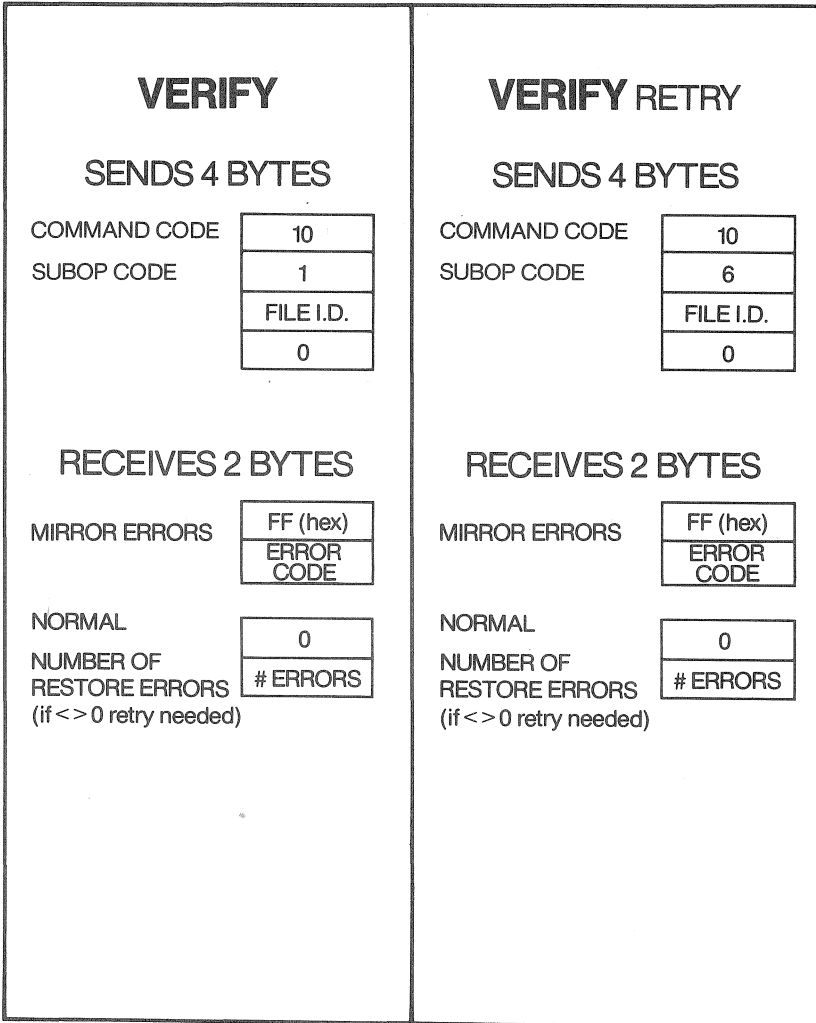 VERIFY
SENDS 4 BYTES
COMMAND CODE 10
SUBOP CODE 1
FILE I.D.
0
RECEIVES 2 BYTES
MIRROR ERRORS FF (hex)
ERROR
CODE
NORMAL 0
NUMBER OF
RESTORE ERRORS # ERRORS
(if < > 0 retry needed)
VERIFY RETRY
SENDS 4 BYTES
COMMAND CODE 10
SUBOP CODE 6
FILE I.D.
0
RECEIVES 2 BYTES
MIRROR ERRORS FF (hex)
ERROR
CODE
NORMAL 0
NUMBER OF
RESTORE ERRORS # ERRORS
(if < > 0 retry needed)